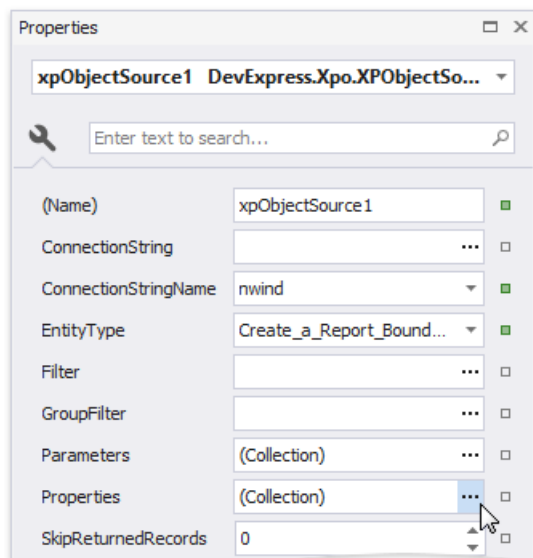 Properties
xpObjectSource1 DevExpress.Xpo.XPObjectSo...
Enter text to search...
(Name) xpObjectSource1
ConnectionString ...
ConnectionStringName nwind
EntityType Create_a_Report_Bound...
Filter ...
GroupFilter ...
Parameters (Collection) ...
Properties (Collection) ...
SkipReturnedRecords 0